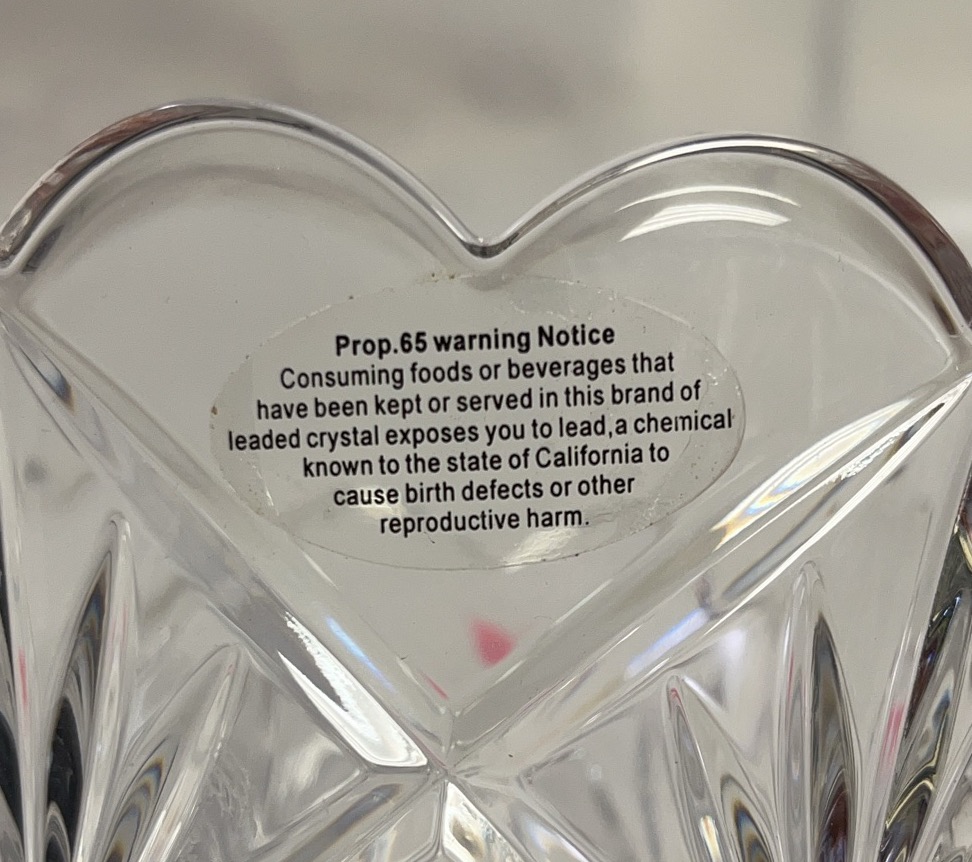 Prop.65 warning Notice
Consuming foods or beverages that
have been kept or served in this brand of
leaded crystal exposes you to lead,a chemical
known to the state of California to
cause birth defects or other
reproductive harm.